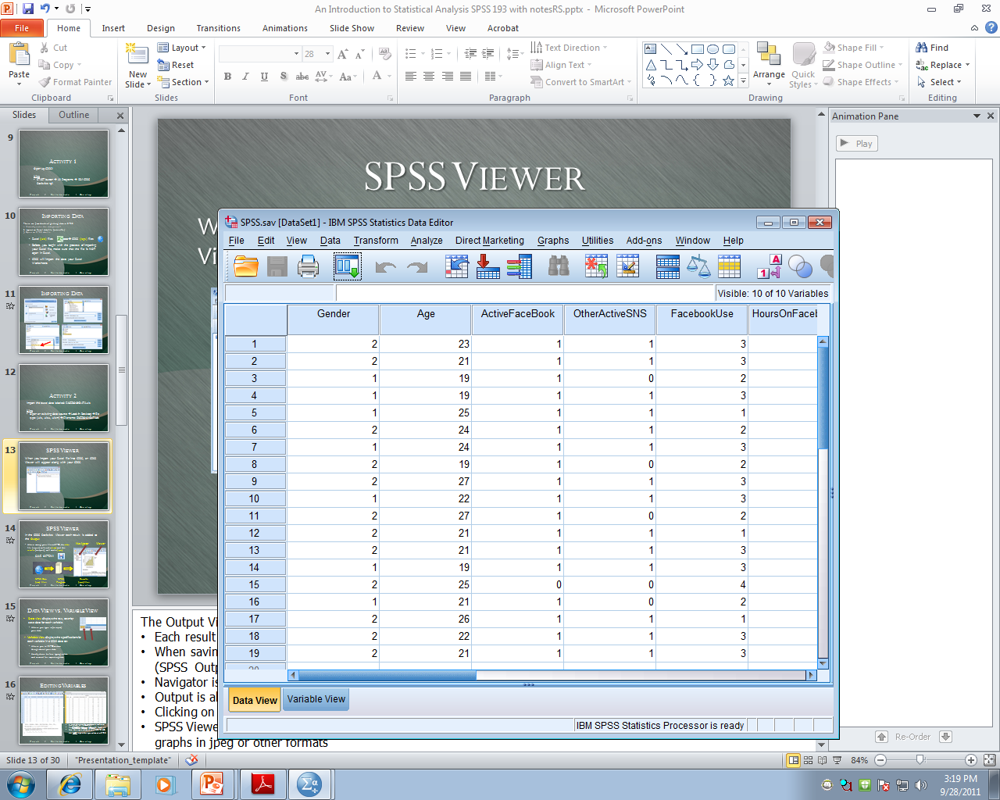 An Introduction to Statistical Analysis SPSS 193 with notesRS.pptx - Microsoft PowerPoint
File Home Insert Design Transitions Animations Slide Show Review View Acrobat
Paste
Cut
Copy
Format Painter
Clipboard
New Slide
Layout
Reset
Section
Slides
28
B I U S abc AV Aa A
Font
Text Direction
Align Text
Convert to SmartArt
Paragraph
Arrange
Quick Styles
Shape Fill
Shape Outline
Shape Effects
Drawing
Find
Replace
Select
Editing
Slides Outline
9
ACTIVITY 1
10
IMPORTING DATA
11
IMPORTING DATA
12
ACTIVITY 2
13
SPSS VIEWER
14
SPSS VIEWER
15
DATA VIEW VS. VARIABLE VIEW
16
EDITING VARIABLES
SPSS VIEWER
W
Vi
SPSS.sav [DataSet1] - IBM SPSS Statistics Data Editor
File Edit View Data Transform Analyze Direct Marketing Graphs Utilities Add-ons Window Help
Visible: 10 of 10 Variables
Gender Age ActiveFaceBook OtherActiveSNS FacebookUse HoursOnFaceb
1 2 23 1 1 3
2 2 21 1 1 3
3 1 19 1 0 2
4 1 19 1 1 3
5 1 25 1 1 1
6 2 24 1 1 2
7 1 24 1 1 3
8 2 19 1 0 2
9 2 27 1 1 3
10 1 22 1 1 3
11 2 27 1 0 2
12 2 21 1 1 1
13 2 21 1 1 3
14 1 19 1 1 3
15 2 25 0 0 4
16 1 21 1 0 2
17 2 26 1 1 1
18 2 22 1 1 3
19 2 21 1 1 3
Data View Variable View
IBM SPSS Statistics Processor is ready
The Output Vi
• Each result
• When savin
(SPSS Outp
• Navigator is
• Output is al
• Clicking on
• SPSS Viewe
graphs in jpeg or other formats
Animation Pane
Play
Re-Order
Slide 13 of 30 "Presentation_template" 84%
3:19 PM
9/28/2011